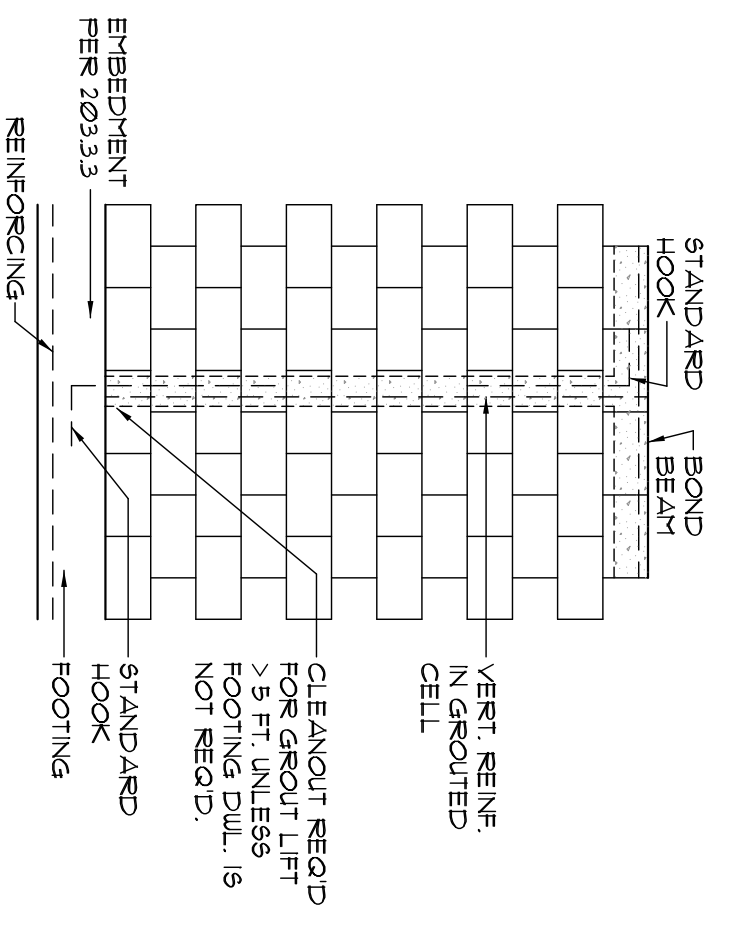 STANDARD
HOOK
BOND
BEAM
VERT. REINF.
IN GROUTED
CELL
CLEANOUT REQ'D
FOR GROUT LIFT
> 5 FT. UNLESS
FOOTING DWL. IS
NOT REQ'D.
STANDARD
HOOK
FOOTING
EMBEDMENT
PER 203.3.3
REINFORCING